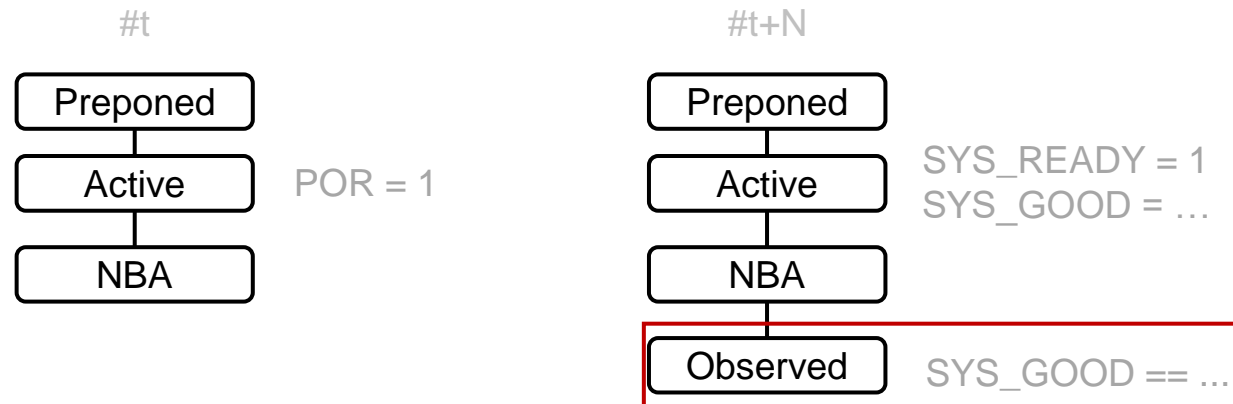 #t
Preponed
Active
POR = 1
NBA
#t+N
Preponed
Active
SYS_READY = 1
SYS_GOOD = …
NBA
Observed
SYS_GOOD == ...